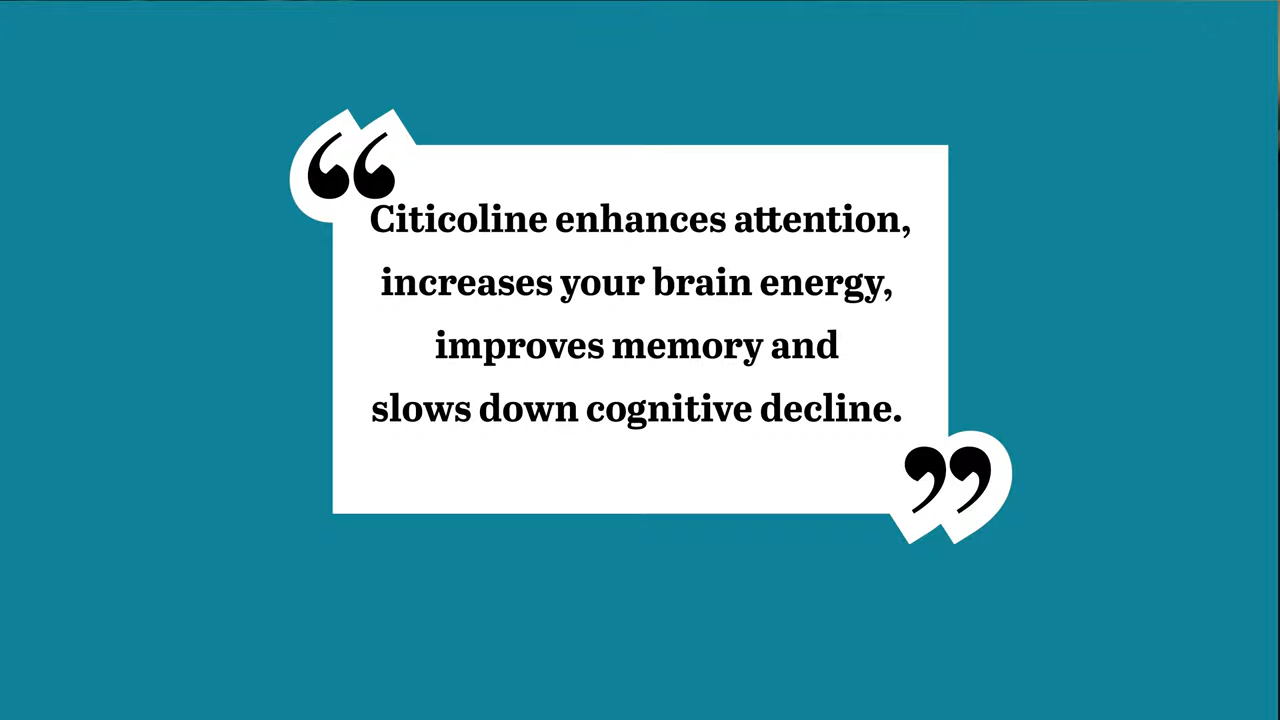 “Citicoline enhances attention,
increases your brain energy,
improves memory and
slows down cognitive decline.”